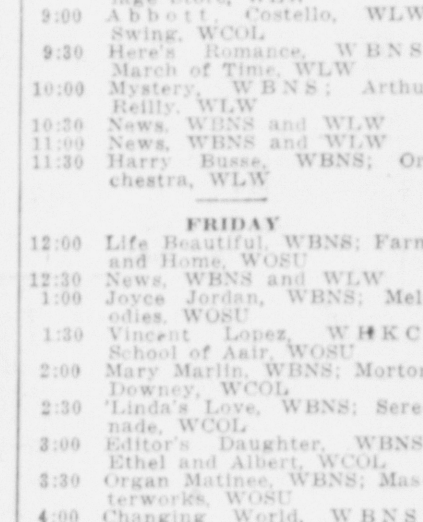 9:00 Abbott, Costello, WLW
Swing, WCOL
9:30 Here's Romance, WBNS
March of Time, WLW
10:00 Mystery, WBNS; Arthu
Reilly, WLW
10:30 News, WBNS and WLW
11:00 News, WBNS and WLW
11:30 Harry Busse, WBNS; Or
chestra, WLW
FRIDAY
12:00 Life Beautiful, WBNS; Farm
and Home, WOSU
12:30 News, WBNS and WLW
1:00 Joyce Jordan, WBNS; Mel
odies, WOSU
1:30 Vincent Lopez, WHKC
School of Aair, WOSU
2:00 Mary Marlin, WBNS; Morton
Downey, WCOL
2:30 'Linda's Love, WBNS; Sere
nade, WCOL
3:00 Editor's Daughter, WBNS
Ethel and Albert, WCOL
3:30 Organ Matinee, WBNS; Mas
terworks, WOSU
4:00 Changing World, WBNS